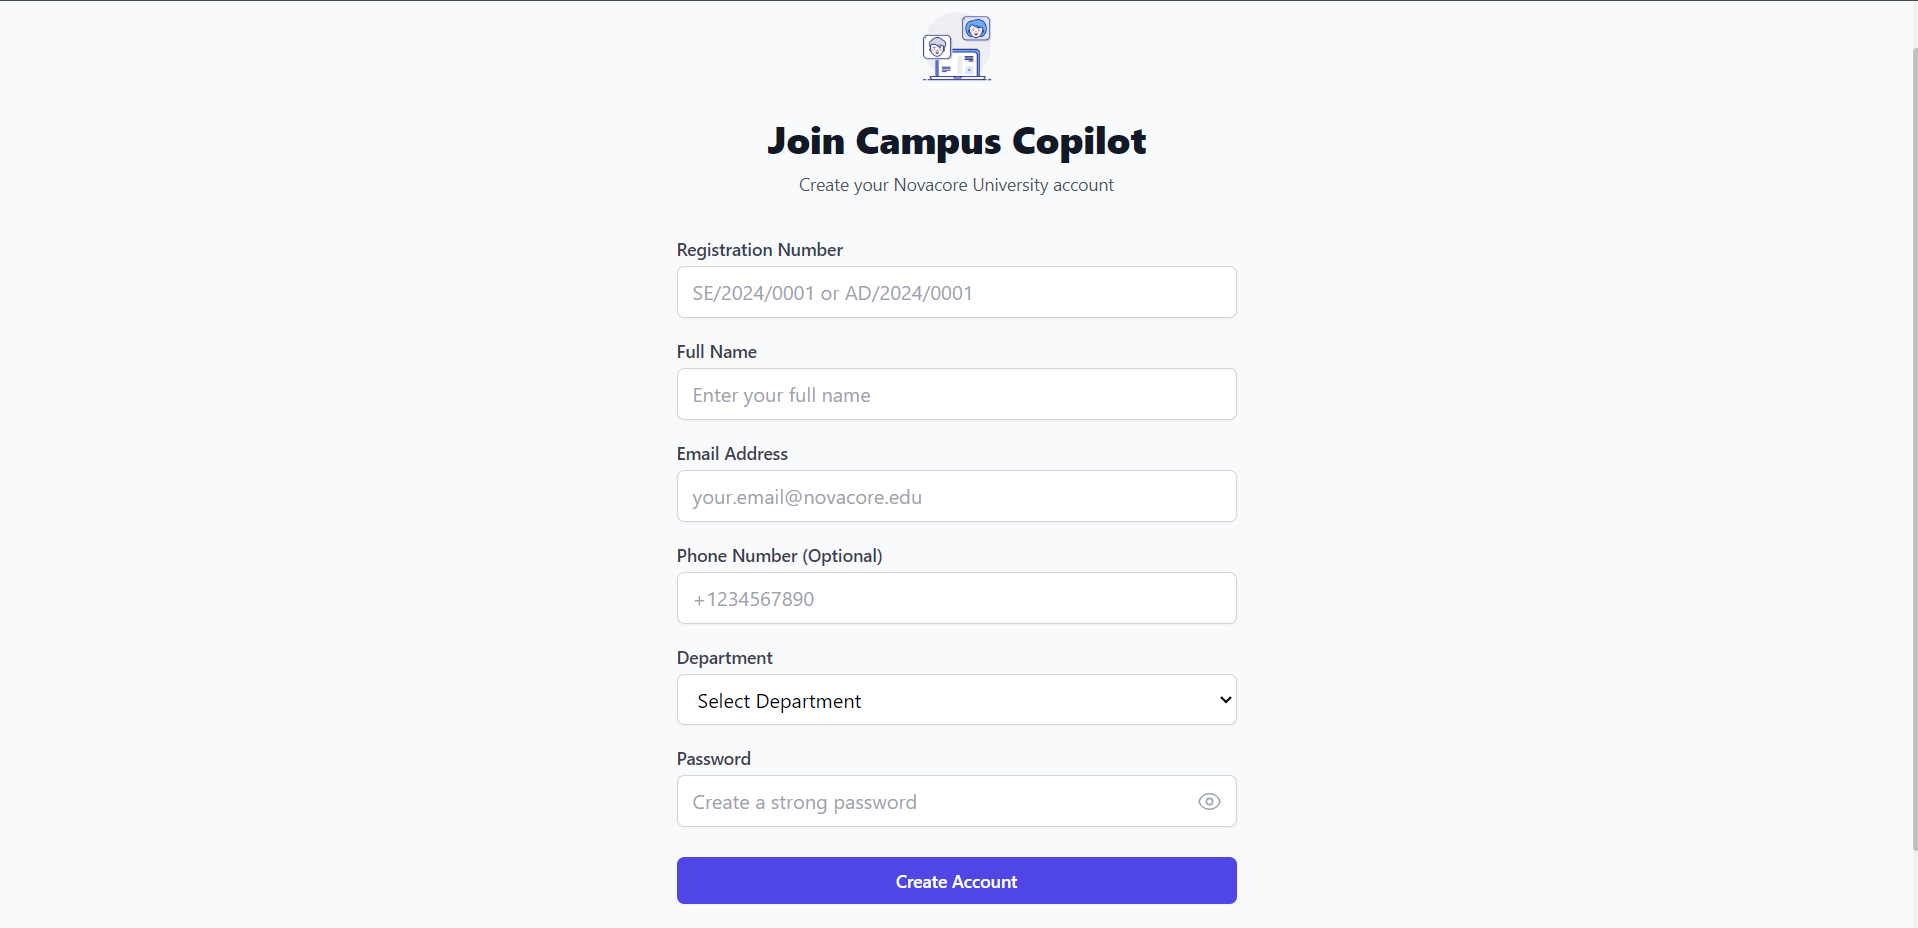 Join Campus Copilot
Create your Novacore University account
Registration Number
SE/2024/0001 or AD/2024/0001
Full Name
Enter your full name
Email Address
your.email@novacore.edu
Phone Number (Optional)
+1234567890
Department
Select Department
Password
Create a strong password
Create Account